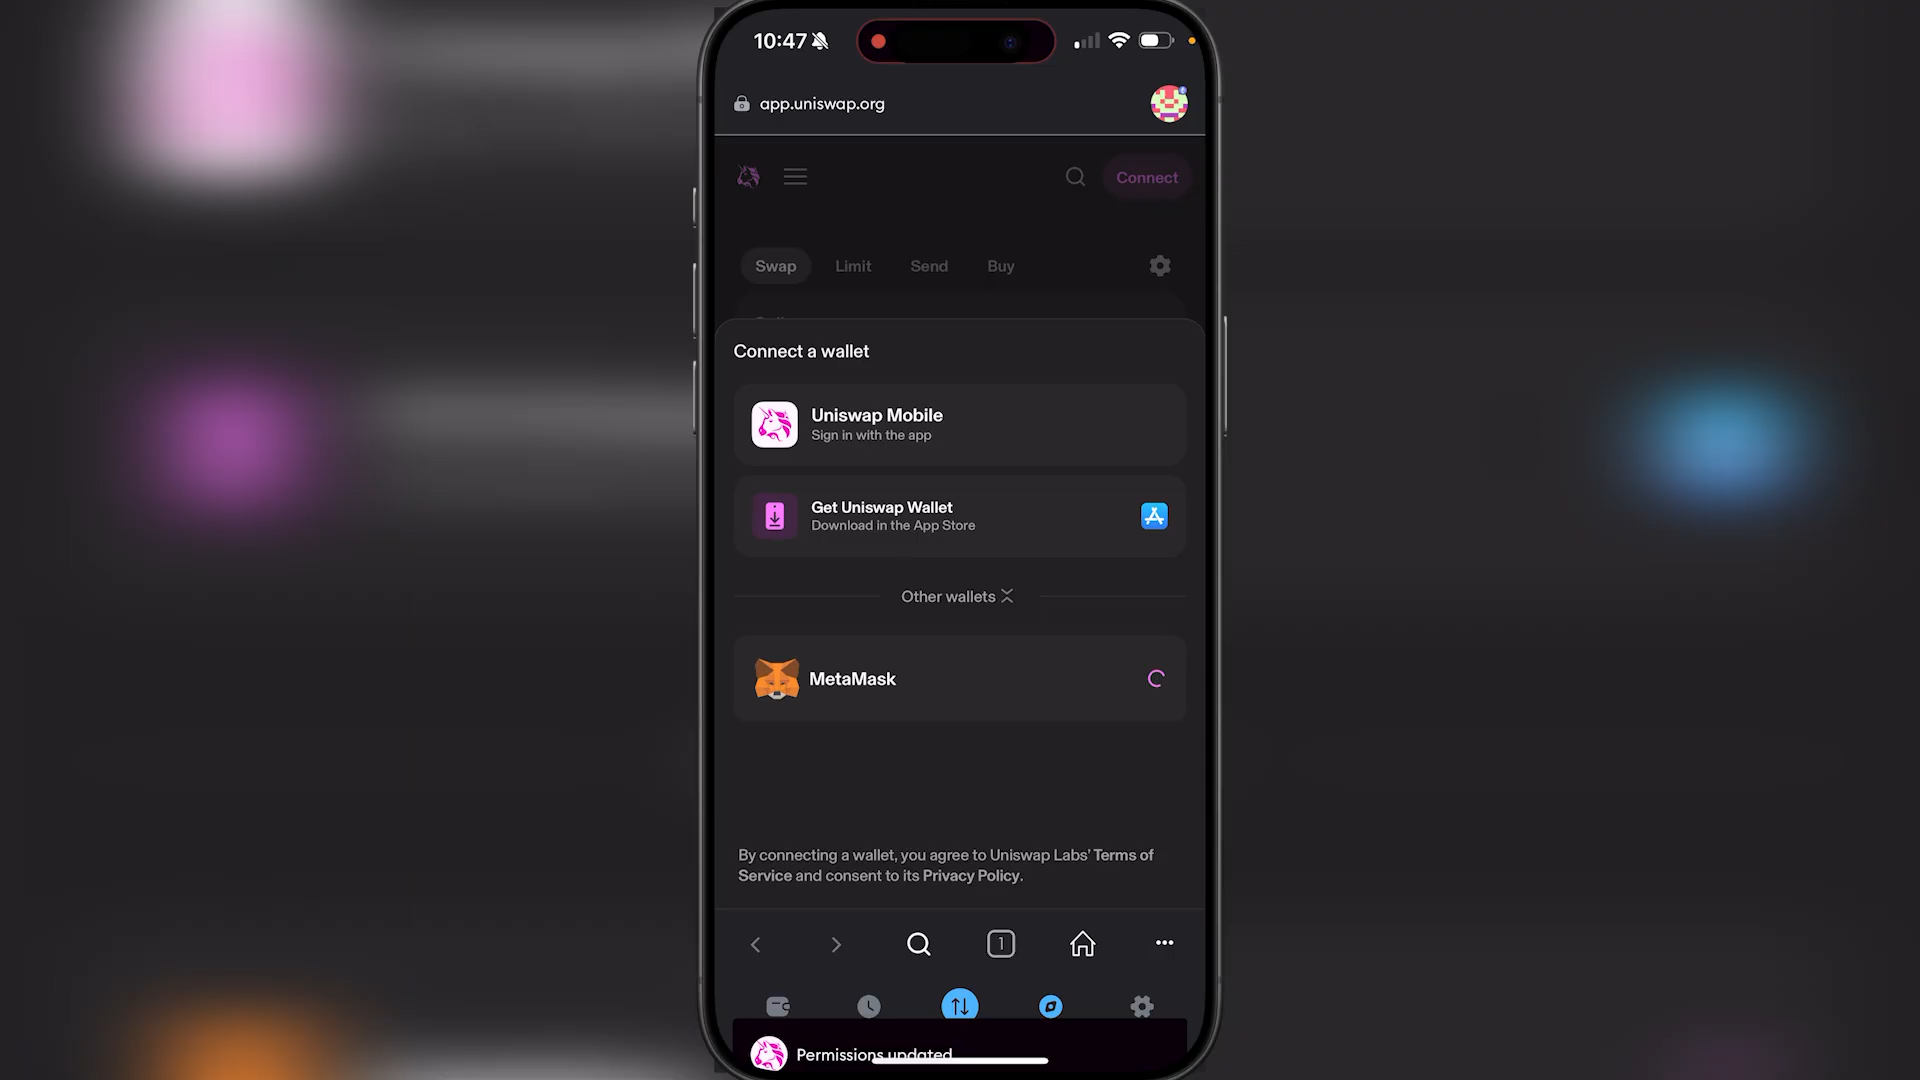 10:47
app.uniswap.org
Connect
Swap Limit Send Buy
Connect a wallet
Uniswap Mobile
Sign in with the app
Get Uniswap Wallet
Download in the App Store
Other wallets
MetaMask
By connecting a wallet, you agree to Uniswap Labs' Terms of
Service and consent to its Privacy Policy.
1
Permissions updated